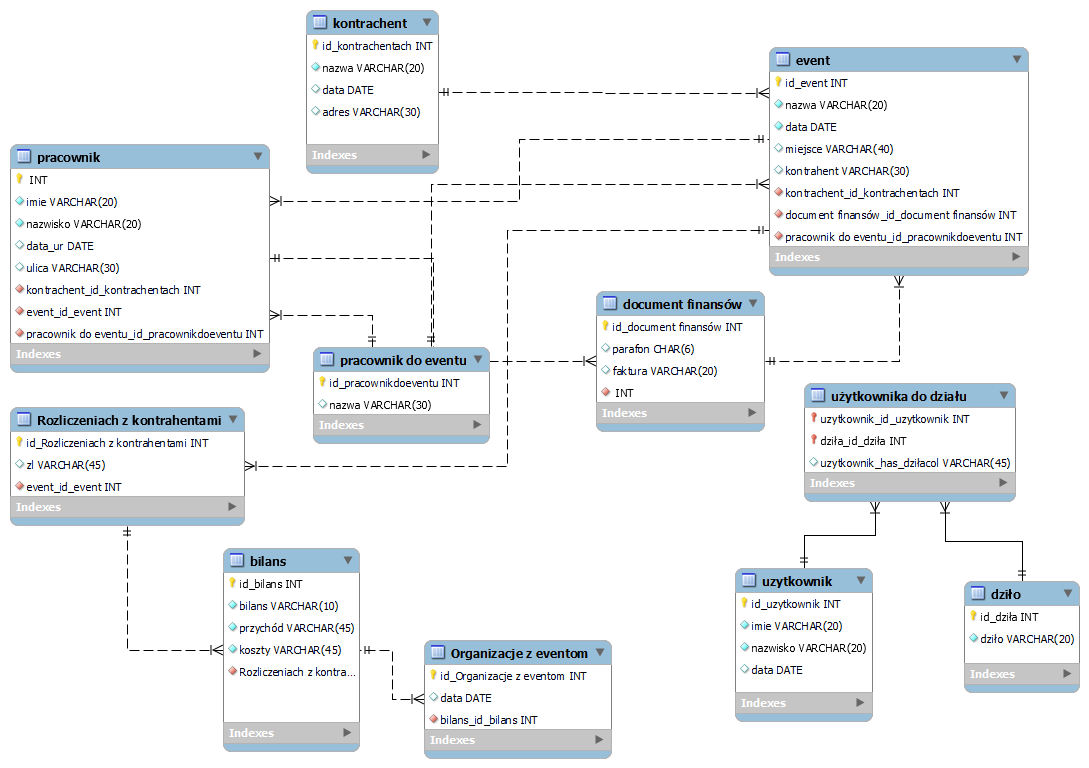 kontrachent
id_kontrachentach INT
nazwa VARCHAR(20)
data DATE
adres VARCHAR(30)
Indexes
event
id_event INT
nazwa VARCHAR(20)
data DATE
miejsce VARCHAR(40)
kontrahent VARCHAR(30)
kontrachent_id_kontrachentach INT
document finansów_id_document finansów INT
pracownik do eventu_id_pracownikdoeventu INT
Indexes
pracownik
INT
imie VARCHAR(20)
nazwisko VARCHAR(20)
data_ur DATE
ulica VARCHAR(30)
kontrachent_id_kontrachentach INT
event_id_event INT
pracownik do eventu_id_pracownikdoeventu INT
Indexes
document finansów
id_document finansów INT
parafon CHAR(6)
faktura VARCHAR(20)
INT
Indexes
pracownik do eventu
id_pracownikdoeventu INT
nazwa VARCHAR(30)
Indexes
użytkownika do działu
uzytkownik_id_uzytkownik INT
dziła_id_dziła INT
uzytkownik_has_dziłacol VARCHAR(45)
Indexes
Rozliczeniach z kontrahentami
id_Rozliczeniach z kontrahentami INT
zl VARCHAR(45)
event_id_event INT
Indexes
bilans
id_bilans INT
bilans VARCHAR(10)
przychód VARCHAR(45)
koszty VARCHAR(45)
Rozliczeniach z kontra...
Indexes
Organizacje z eventom
id_Organizacje z eventom INT
data DATE
bilans_id_bilans INT
Indexes
uzytkownik
id_uzytkownik INT
imie VARCHAR(20)
nazwisko VARCHAR(20)
data DATE
Indexes
dziło
id_dziła INT
dziło VARCHAR(20)
Indexes